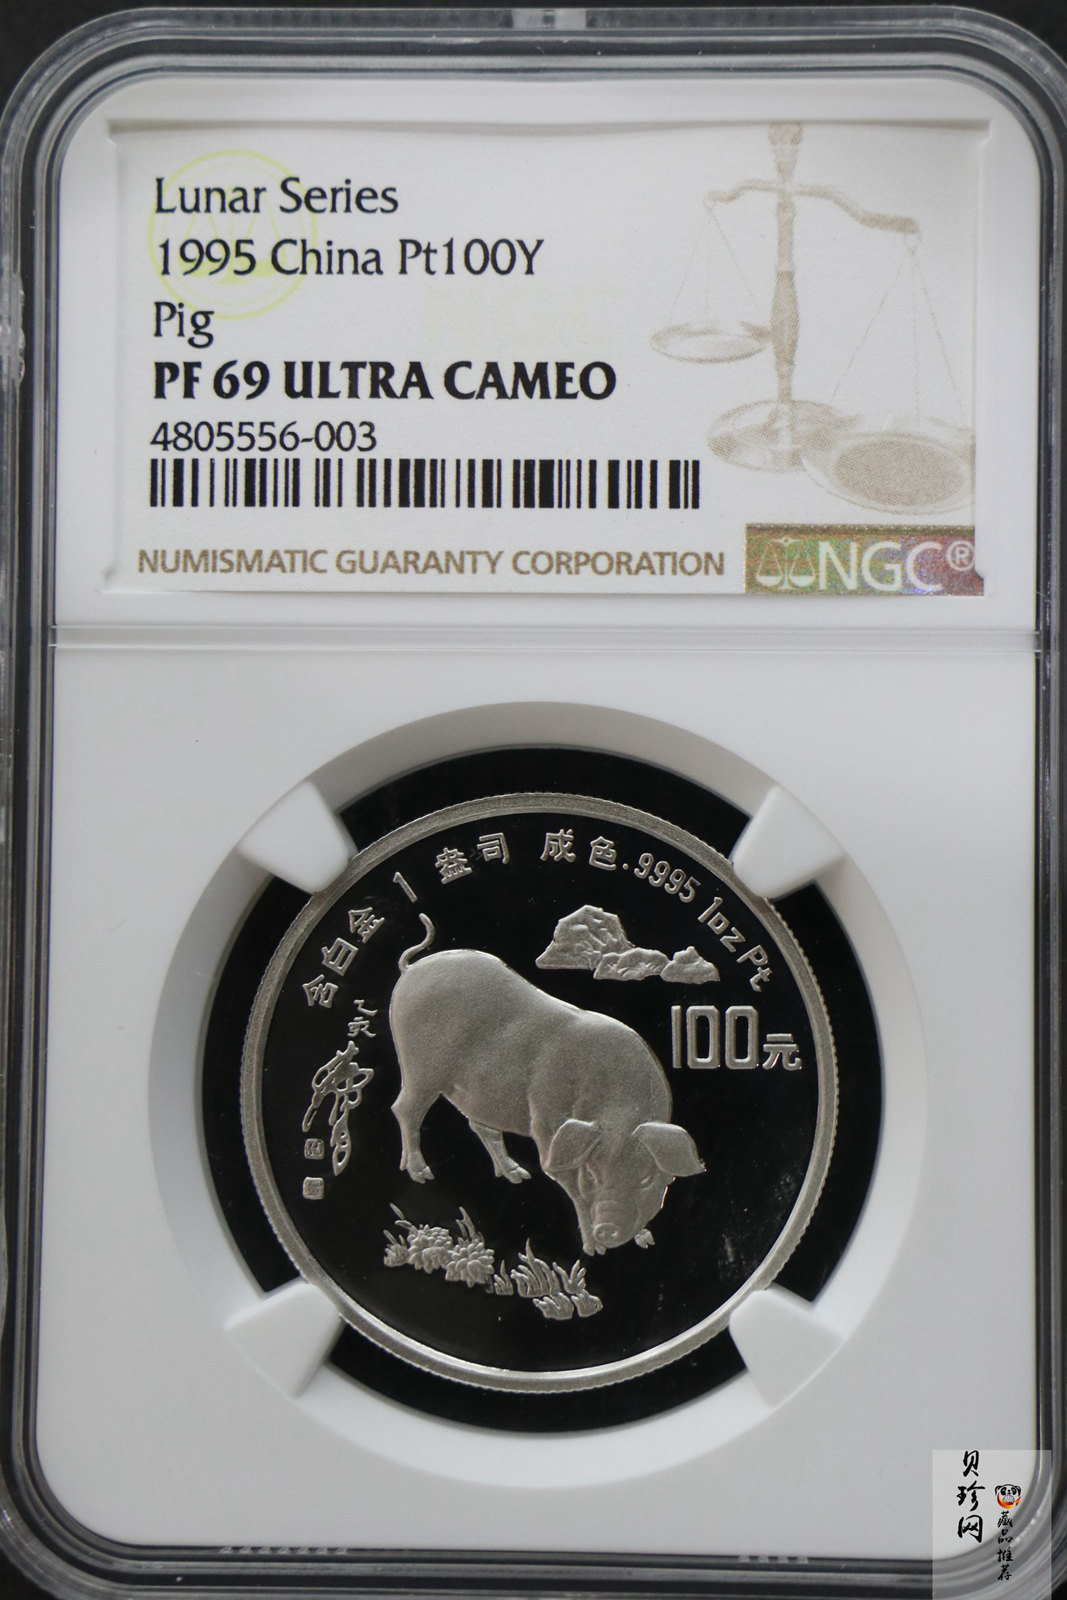 Lunar Series
1995 China Pt100Y
Pig
PF 69 ULTRA CAMEO
4805556-003
NUMISMATIC GUARANTY CORPORATION
NGC®
含白金 1 盎司 成色.9995 1oz Pt
100元
乙亥
贝珍网
藏品推荐